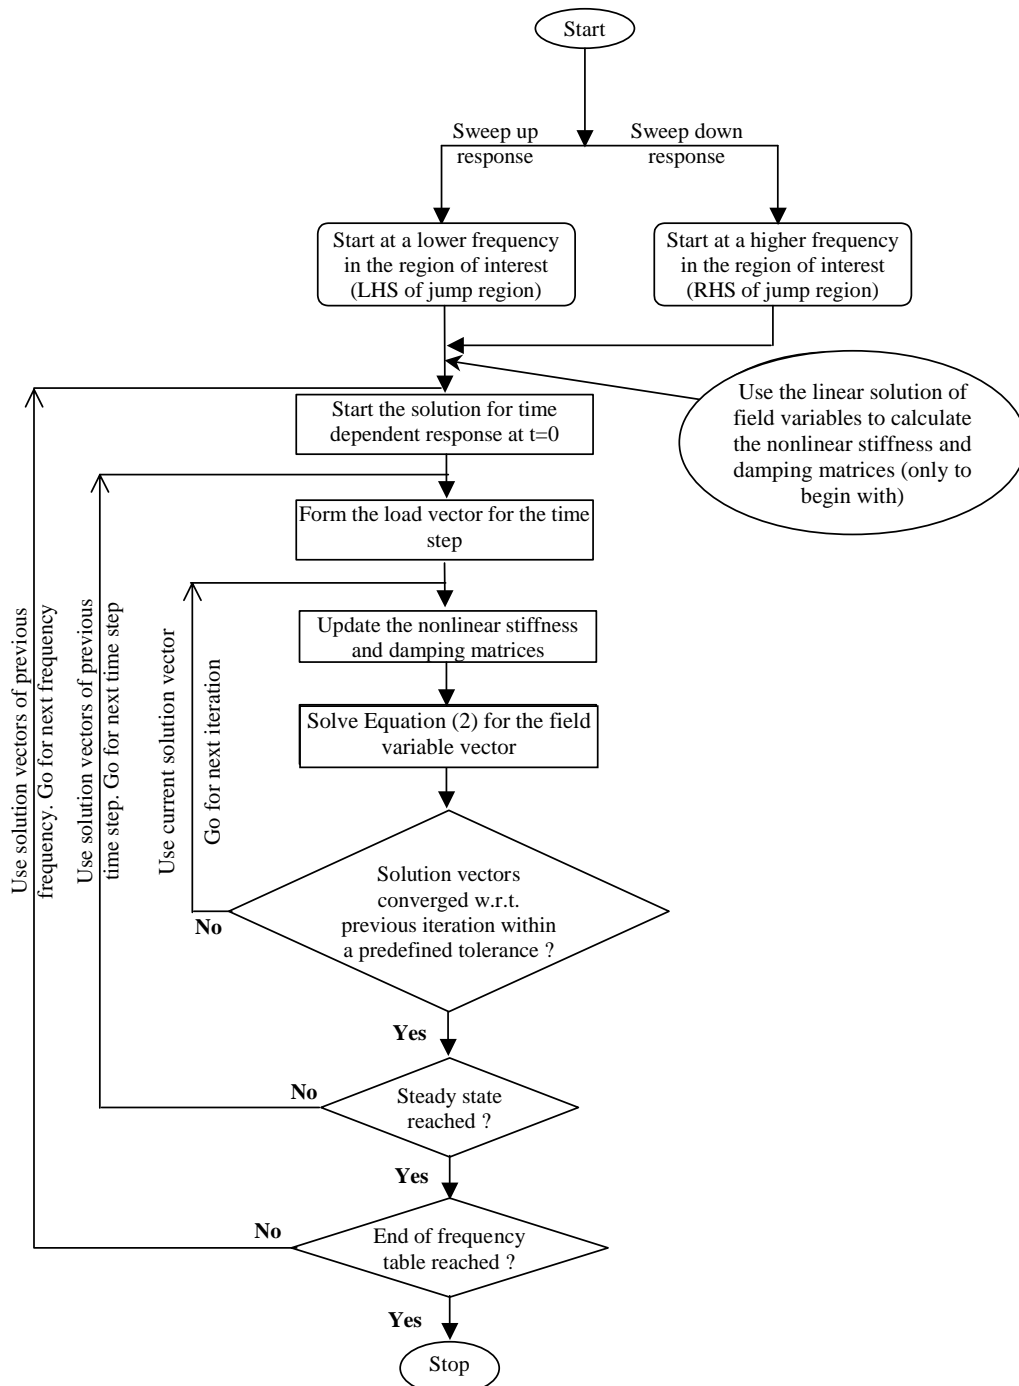 Start
Sweep up
response
Sweep down
response
Start at a lower frequency
in the region of interest
(LHS of jump region)
Start at a higher frequency
in the region of interest
(RHS of jump region)
Use the linear solution of
field variables to calculate
the nonlinear stiffness and
damping matrices (only to
begin with)
Start the solution for time
dependent response at t=0
Form the load vector for the time
step
Update the nonlinear stiffness
and damping matrices
Solve Equation (2) for the field
variable vector
Use solution vectors of previous
frequency. Go for next frequency
Use solution vectors of previous
time step. Go for next time step
Use current solution vector
Go for next iteration
Solution vectors
converged w.r.t.
previous iteration within
a predefined tolerance ?
No
Yes
Steady state
reached ?
No
Yes
End of frequency
table reached ?
No
Yes
Stop